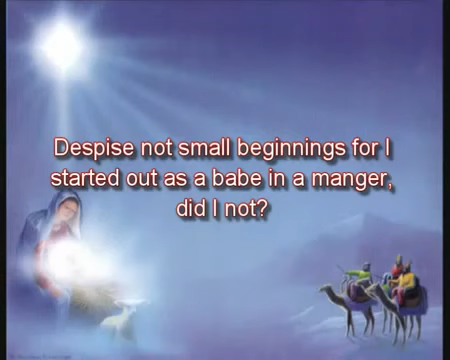 Despise not small beginnings for I
started out as a babe in a manger,
did I not?